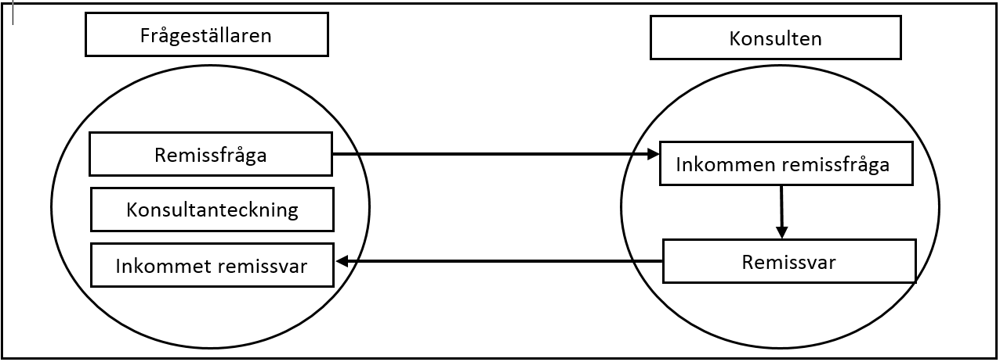 Frågeställaren
Konsulten
Remissfråga
Konsultanteckning
Inkommet remissvar
Inkommen remissfråga
Remissvar